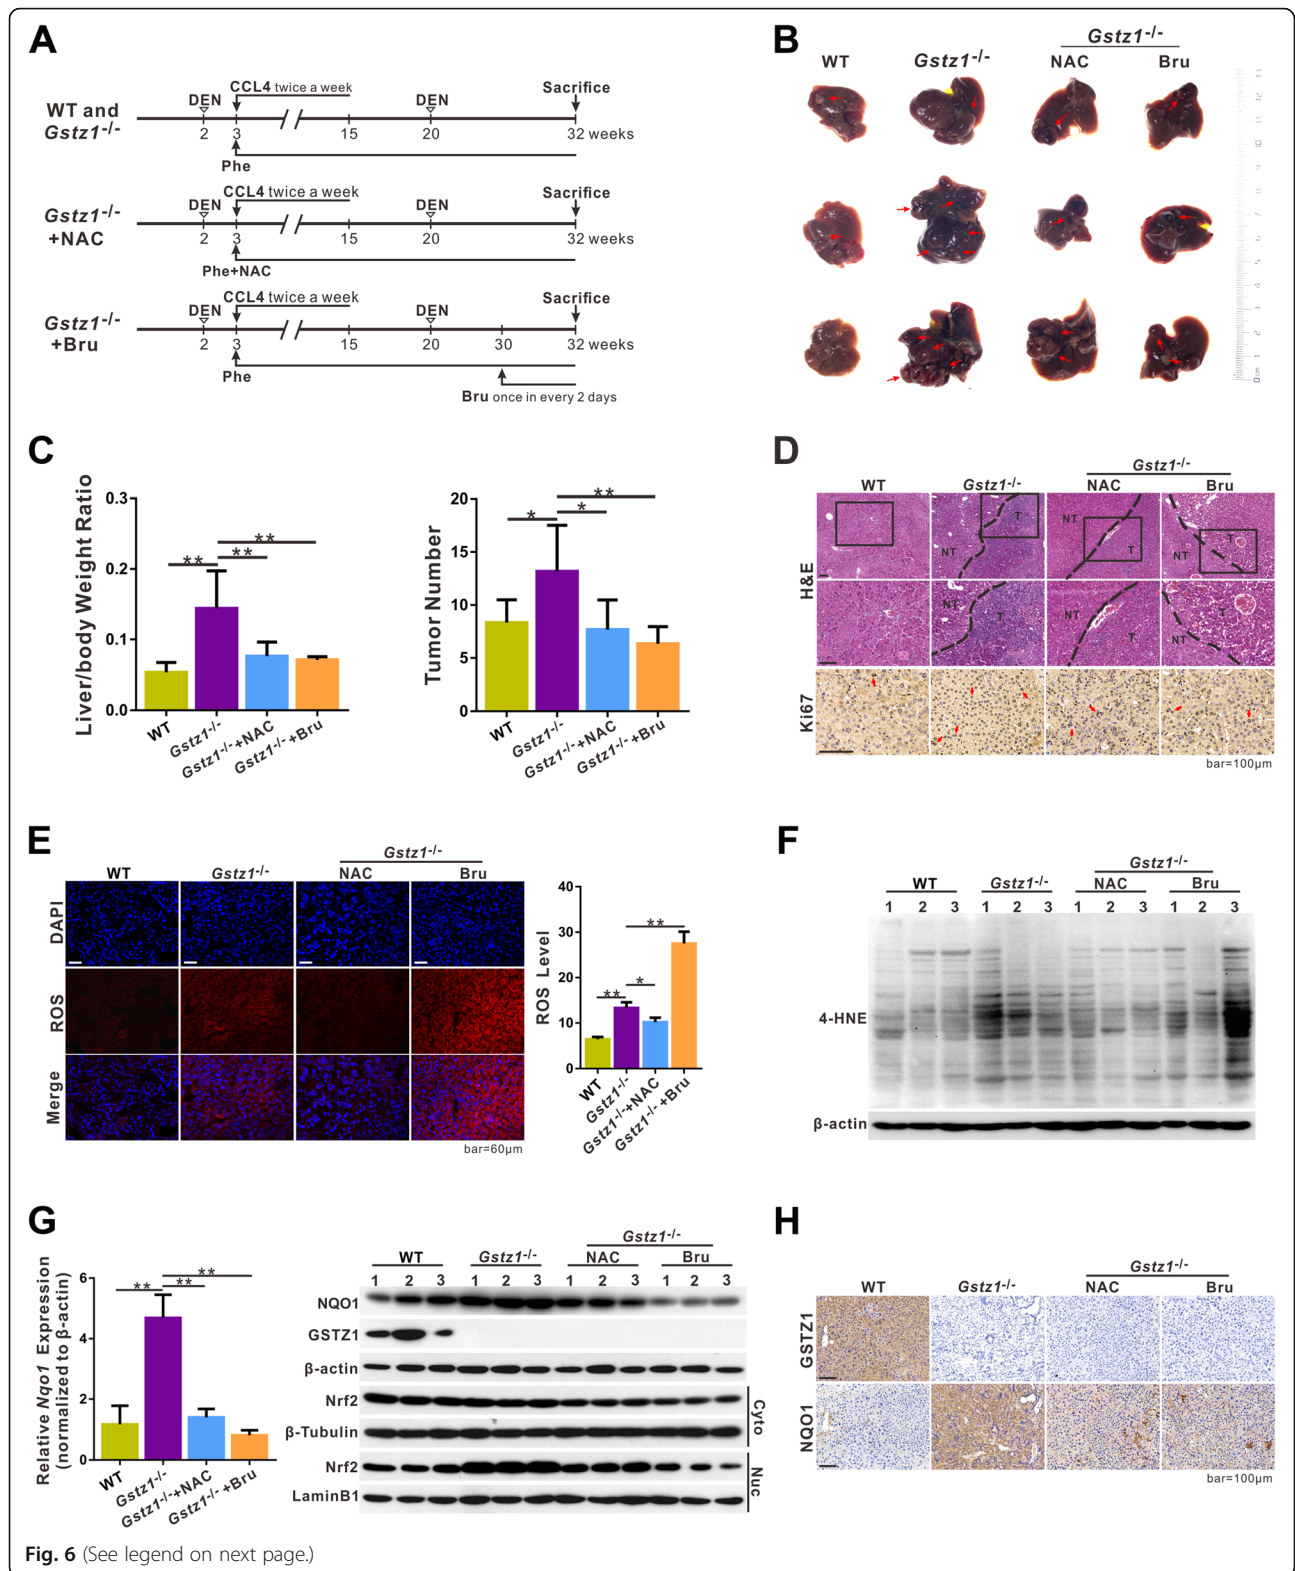 A
WT and
Gstz1-/-
DEN
CCL4 twice a week
DEN
Sacrifice
2
3
15
20
32 weeks
Phe
Gstz1-/-
+NAC
DEN
CCL4 twice a week
DEN
Sacrifice
2
3
15
20
32 weeks
Phe+NAC
Gstz1-/-
+Bru
DEN
CCL4 twice a week
DEN
Sacrifice
2
3
15
20
30
32 weeks
Phe
Bru once in every 2 days
B
Gstz1-/-
WT
Gstz1-/-
NAC
Bru
0 cm
C
Liver/body Weight Ratio
0.3
0.2
0.1
0.0
**
**
**
WT
Gstz1-/-
Gstz1-/-+NAC
Gstz1-/-+Bru
Tumor Number
20
15
10
5
0
*
*
**
WT
Gstz1-/-
Gstz1-/-+NAC
Gstz1-/-+Bru
D
Gstz1-/-
WT
Gstz1-/-
NAC
Bru
H&E
NT
T
NT
T
NT
T
NT
T
NT
T
NT
T
Ki67
bar=100μm
E
Gstz1-/-
WT
Gstz1-/-
NAC
Bru
DAPI
ROS
Merge
bar=60μm
ROS Level
40
30
20
10
0
**
*
**
WT
Gstz1-/-
Gstz1-/-+NAC
Gstz1-/-+Bru
F
Gstz1-/-
WT
Gstz1-/-
NAC
Bru
1 2 3 1 2 3 1 2 3 1 2 3
4-HNE
β-actin
G
Relative Nqo1 Expression
(normalized to β-actin)
6
4
2
0
**
**
**
WT
Gstz1-/-
Gstz1-/-+NAC
Gstz1-/-+Bru
Gstz1-/-
WT
Gstz1-/-
NAC
Bru
1 2 3 1 2 3 1 2 3 1 2 3
NQO1
GSTZ1
β-actin
Nrf2
β-Tubulin
Cyto
Nrf2
LaminB1
Nuc
H
Gstz1-/-
WT
Gstz1-/-
NAC
Bru
GSTZ1
NQO1
bar=100μm
Fig. 6 (See legend on next page.)